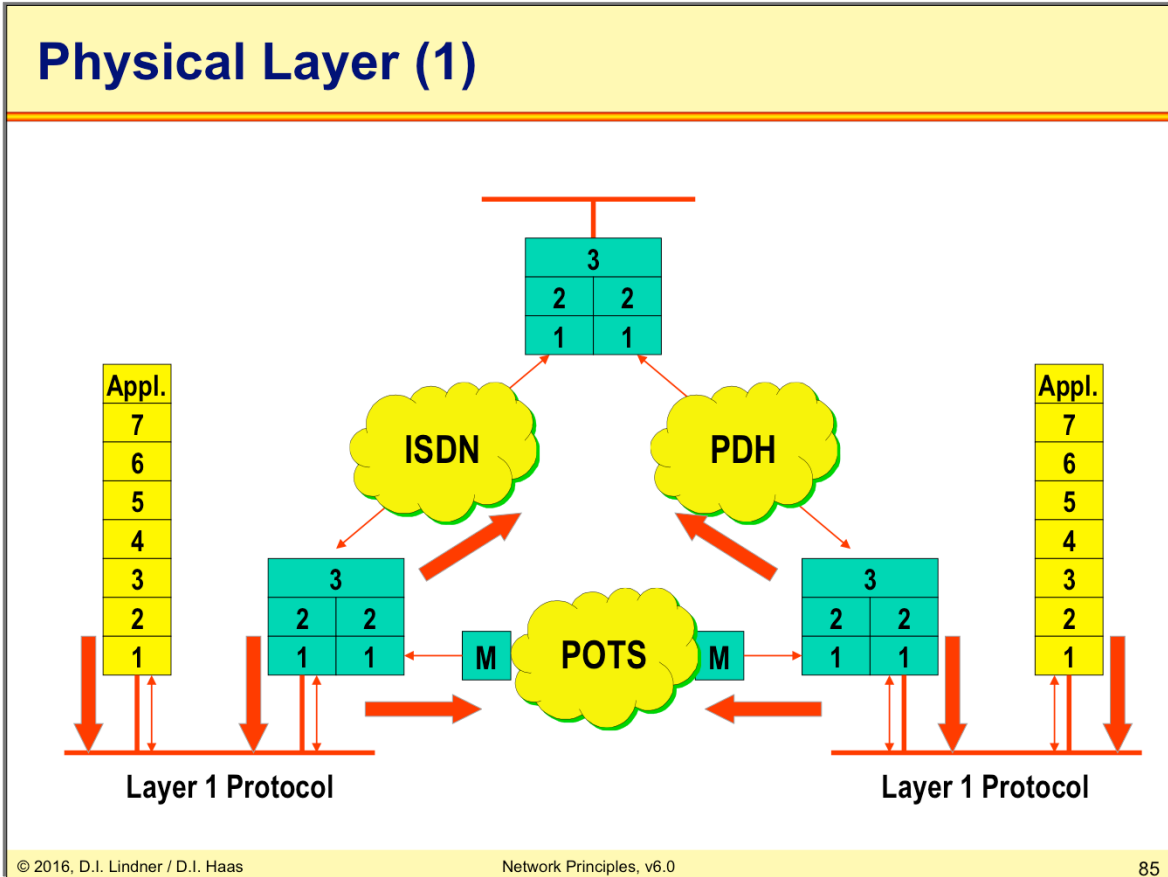 Physical Layer (1)
3
2 2
1 1
Appl.
7
6
5
4
3
2
1
ISDN
PDH
Appl.
7
6
5
4
3
2
1
3
2 2
1 1
M
POTS
M
3
2 2
1 1
Layer 1 Protocol
Layer 1 Protocol
© 2016, D.I. Lindner / D.I. Haas
Network Principles, v6.0
85